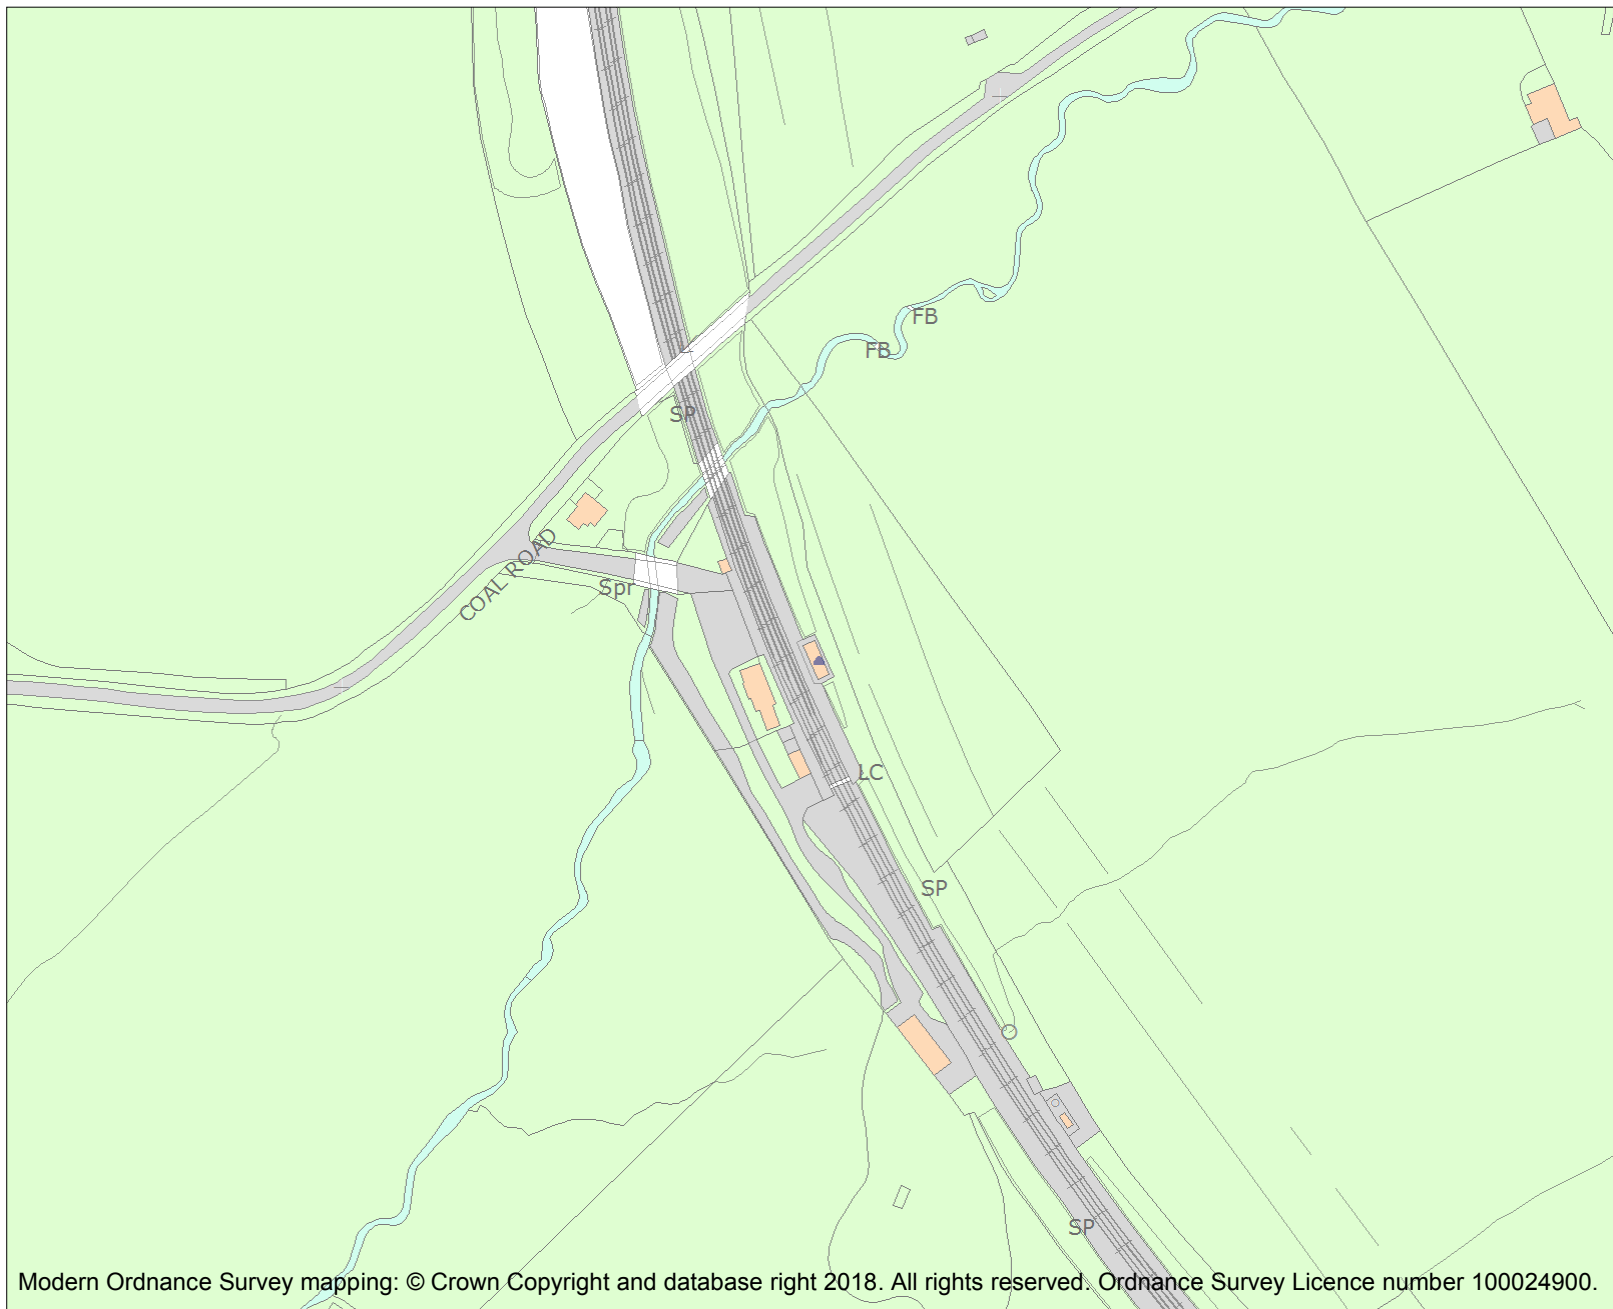 FB
FB
SP
COAL ROAD
Spr
LC
SP
SP
Modern Ordnance Survey mapping: © Crown Copyright and database right 2018. All rights reserved. Ordnance Survey Licence number 100024900.